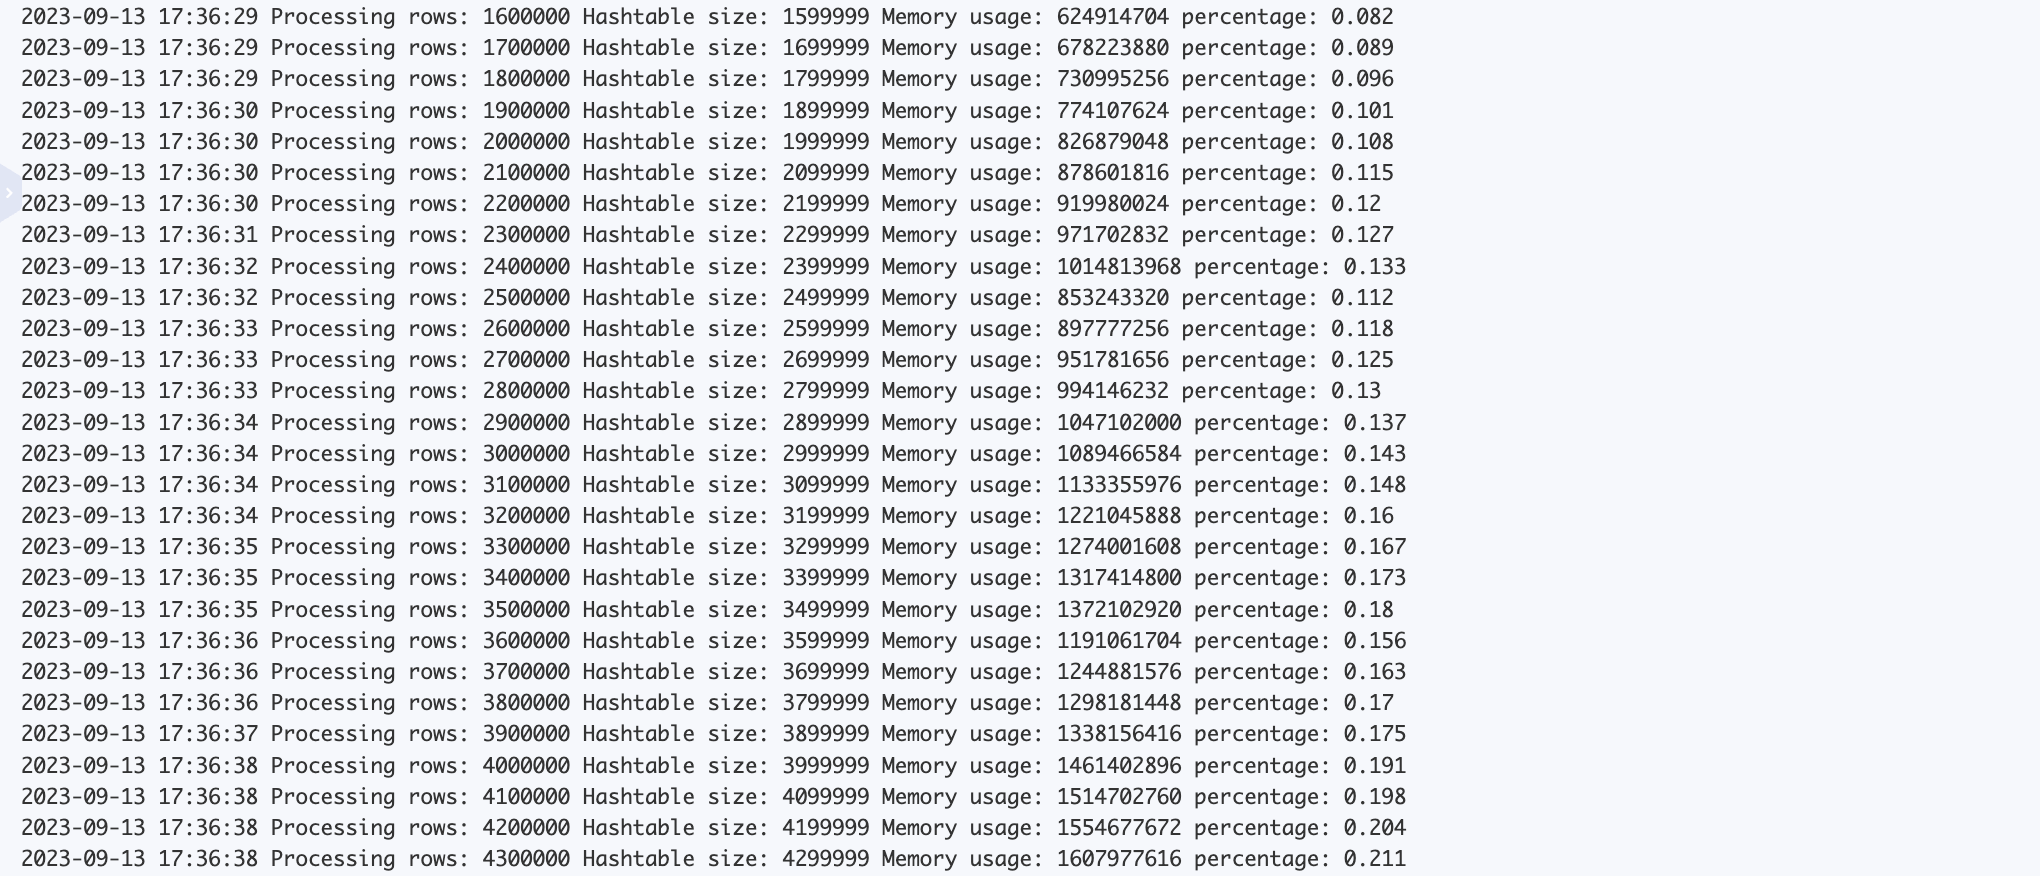 2023-09-13 17:36:29 Processing rows: 1600000 Hashtable size: 1599999 Memory usage: 624914704 percentage: 0.082
2023-09-13 17:36:29 Processing rows: 1700000 Hashtable size: 1699999 Memory usage: 678223880 percentage: 0.089
2023-09-13 17:36:29 Processing rows: 1800000 Hashtable size: 1799999 Memory usage: 730995256 percentage: 0.096
2023-09-13 17:36:30 Processing rows: 1900000 Hashtable size: 1899999 Memory usage: 774107624 percentage: 0.101
2023-09-13 17:36:30 Processing rows: 2000000 Hashtable size: 1999999 Memory usage: 826879048 percentage: 0.108
2023-09-13 17:36:30 Processing rows: 2100000 Hashtable size: 2099999 Memory usage: 878601816 percentage: 0.115
2023-09-13 17:36:30 Processing rows: 2200000 Hashtable size: 2199999 Memory usage: 919980024 percentage: 0.12
2023-09-13 17:36:31 Processing rows: 2300000 Hashtable size: 2299999 Memory usage: 971702832 percentage: 0.127
2023-09-13 17:36:32 Processing rows: 2400000 Hashtable size: 2399999 Memory usage: 1014813968 percentage: 0.133
2023-09-13 17:36:32 Processing rows: 2500000 Hashtable size: 2499999 Memory usage: 853243320 percentage: 0.112
2023-09-13 17:36:33 Processing rows: 2600000 Hashtable size: 2599999 Memory usage: 897777256 percentage: 0.118
2023-09-13 17:36:33 Processing rows: 2700000 Hashtable size: 2699999 Memory usage: 951781656 percentage: 0.125
2023-09-13 17:36:33 Processing rows: 2800000 Hashtable size: 2799999 Memory usage: 994146232 percentage: 0.13
2023-09-13 17:36:34 Processing rows: 2900000 Hashtable size: 2899999 Memory usage: 1047102000 percentage: 0.137
2023-09-13 17:36:34 Processing rows: 3000000 Hashtable size: 2999999 Memory usage: 1089466584 percentage: 0.143
2023-09-13 17:36:34 Processing rows: 3100000 Hashtable size: 3099999 Memory usage: 1133355976 percentage: 0.148
2023-09-13 17:36:34 Processing rows: 3200000 Hashtable size: 3199999 Memory usage: 1221045888 percentage: 0.16
2023-09-13 17:36:35 Processing rows: 3300000 Hashtable size: 3299999 Memory usage: 1274001608 percentage: 0.167
2023-09-13 17:36:35 Processing rows: 3400000 Hashtable size: 3399999 Memory usage: 1317414800 percentage: 0.173
2023-09-13 17:36:35 Processing rows: 3500000 Hashtable size: 3499999 Memory usage: 1372102920 percentage: 0.18
2023-09-13 17:36:36 Processing rows: 3600000 Hashtable size: 3599999 Memory usage: 1191061704 percentage: 0.156
2023-09-13 17:36:36 Processing rows: 3700000 Hashtable size: 3699999 Memory usage: 1244881576 percentage: 0.163
2023-09-13 17:36:36 Processing rows: 3800000 Hashtable size: 3799999 Memory usage: 1298181448 percentage: 0.17
2023-09-13 17:36:37 Processing rows: 3900000 Hashtable size: 3899999 Memory usage: 1338156416 percentage: 0.175
2023-09-13 17:36:38 Processing rows: 4000000 Hashtable size: 3999999 Memory usage: 1461402896 percentage: 0.191
2023-09-13 17:36:38 Processing rows: 4100000 Hashtable size: 4099999 Memory usage: 1514702760 percentage: 0.198
2023-09-13 17:36:38 Processing rows: 4200000 Hashtable size: 4199999 Memory usage: 1554677672 percentage: 0.204
2023-09-13 17:36:38 Processing rows: 4300000 Hashtable size: 4299999 Memory usage: 1607977616 percentage: 0.211